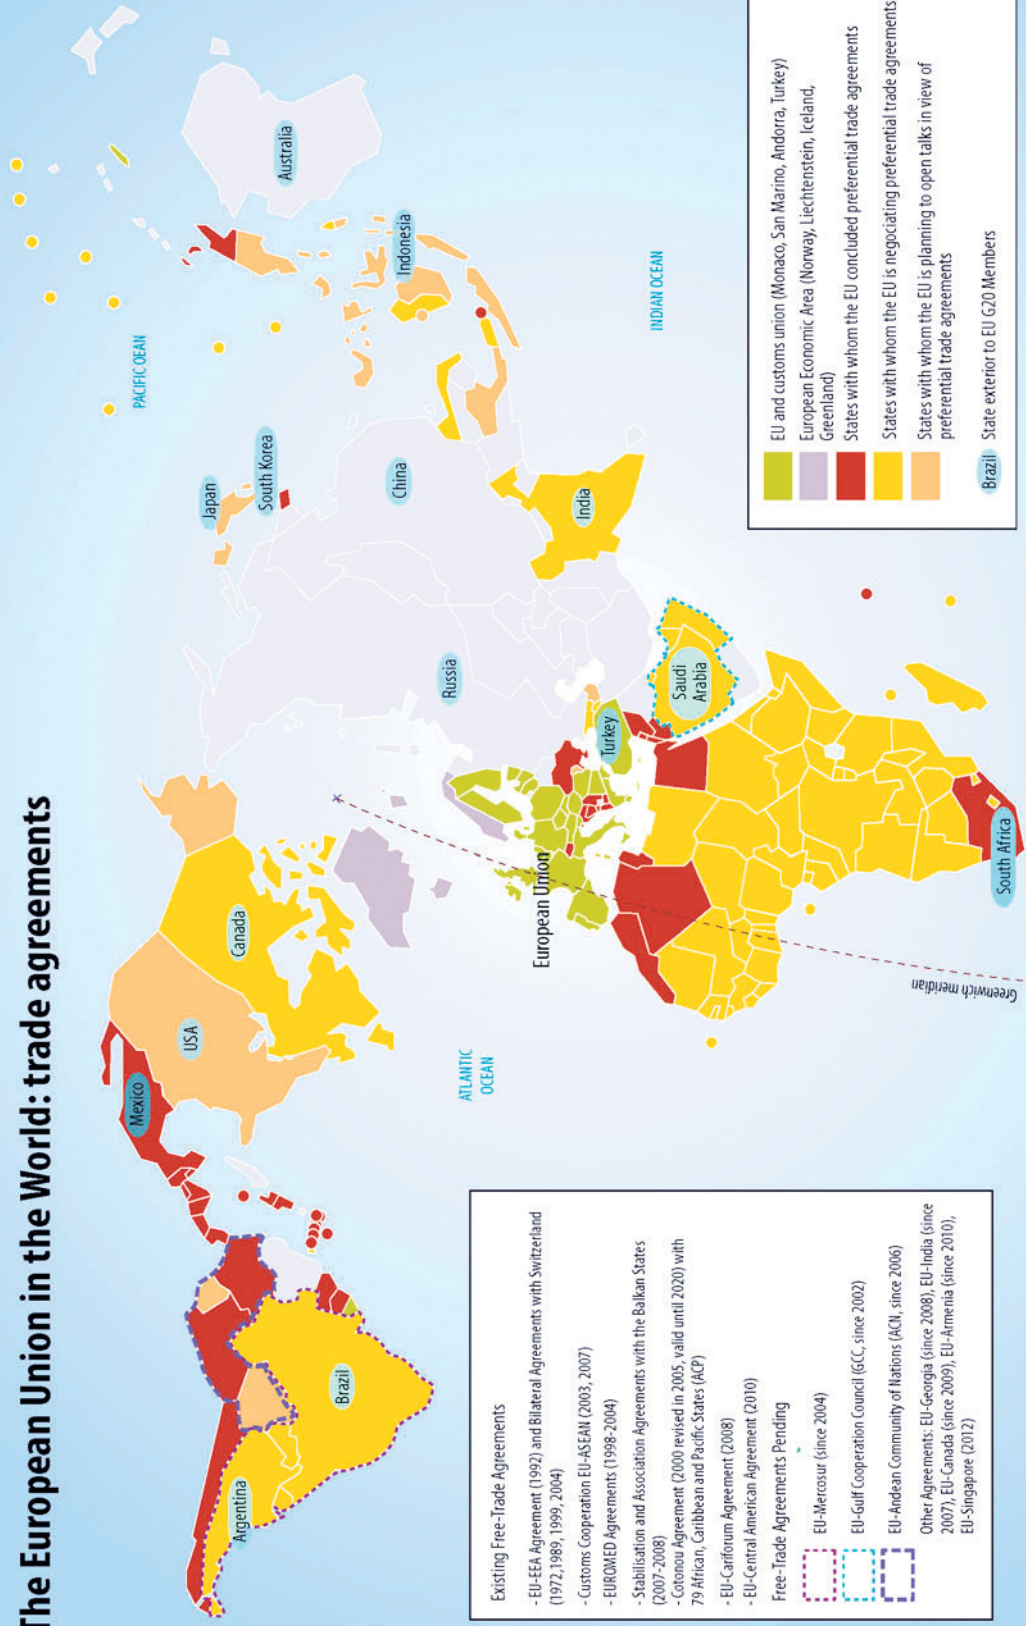 The European Union in the World: trade agreements
PACIFIC OEAN
Australia
Japan
South Korea
Indonesia
China
INDIAN OCEAN
Russia
India
Canada
USA
Mexico
Turkey
Saudi
Arabia
European Union
ATLANTIC
OCEAN
South Africa
Greenwich meridian
Brazil
Argentina
Existing Free-Trade Agreements
- EU-EEA Agreement (1992) and Bilateral Agreements with Switzerland
(1972,1989, 1999, 2004)
- Customs Cooperation EU-ASEAN (2003, 2007)
- EUROMED Agreements (1998-2004)
- Stabilisation and Association Agreements with the Balkan States
(2007-2008)
- Cotonou Agreement (2000 revised in 2005, valid until 2020) with
79 African, Caribbean and Pacific States (ACP)
- EU-Cariforum Agreement (2008)
- EU-Central American Agreement (2010)
Free-Trade Agreements Pending
EU-Mercosur (since 2004)
EU-Gulf Cooperation Council (GCC, since 2002)
EU-Andean Community of Nations (ACN, since 2006)
Other Agreements: EU-Georgia (since 2008), EU-India (since
2007), EU-Canada (since 2009), EU-Armenia (since 2010),
EU-Singapore (2012)
EU and customs union (Monaco, San Marino, Andorra, Turkey)
European Economic Area (Norway, Liechtenstein, Iceland,
Greenland)
States with whom the EU concluded preferential trade agreements
States with whom the EU is negotiating preferential trade agreements
States with whom the EU is planning to open talks in view of
preferential trade agreements
Brazil State exterior to EU G20 Members